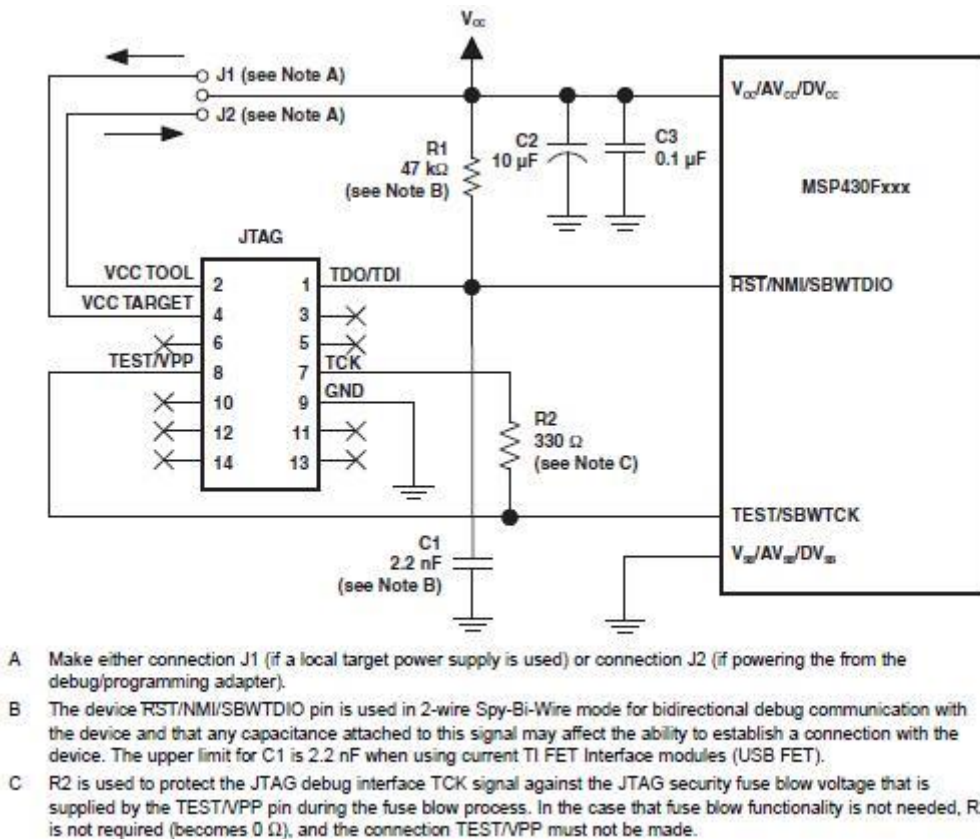 Vcc
J1 (see Note A)
J2 (see Note A)
Vcc/AVcc/DVcc
R1
47 kΩ
(see Note B)
C2
10 µF
C3
0.1 µF
MSP430Fxxx
JTAG
VCC TOOL
2
1
TDO/TDI
RST/NMI/SBWTDIO
VCC TARGET
4
3
6
5
TEST/VPP
8
7
TCK
10
9
GND
12
11
14
13
R2
330 Ω
(see Note C)
TEST/SBWTCK
C1
2.2 nF
(see Note B)
Vss/AVss/DVss
A Make either connection J1 (if a local target power supply is used) or connection J2 (if powering the from the
debug/programming adapter).
B The device RST/NMI/SBWTDIO pin is used in 2-wire Spy-Bi-Wire mode for bidirectional debug communication with
the device and that any capacitance attached to this signal may affect the ability to establish a connection with the
device. The upper limit for C1 is 2.2 nF when using current TI FET Interface modules (USB FET).
C R2 is used to protect the JTAG debug interface TCK signal against the JTAG security fuse blow voltage that is
supplied by the TEST/VPP pin during the fuse blow process. In the case that fuse blow functionality is not needed, R
is not required (becomes 0 Ω), and the connection TEST/VPP must not be made.